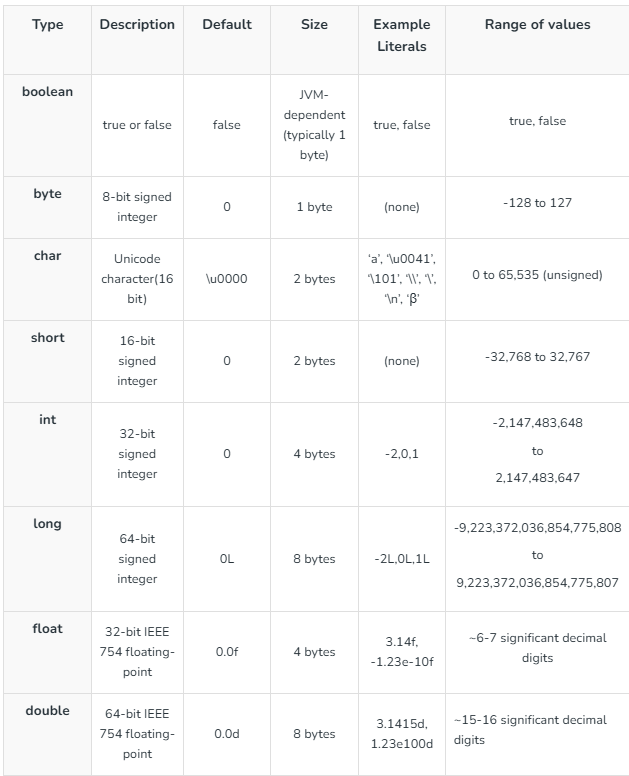 Type Description Default Size Example Literals Range of values
boolean true or false false JVM-dependent (typically 1 byte) true, false true, false
byte 8-bit signed integer 0 1 byte (none) -128 to 127
char Unicode character(16 bit) \u0000 2 bytes ‘a’, ‘\u0041’, ‘\101’, ‘\\’, ‘\’, ‘\n’, ‘β’ 0 to 65,535 (unsigned)
short 16-bit signed integer 0 2 bytes (none) -32,768 to 32,767
int 32-bit signed integer 0 4 bytes -2,0,1 -2,147,483,648 to 2,147,483,647
long 64-bit signed integer 0L 8 bytes -2L,0L,1L -9,223,372,036,854,775,808 to 9,223,372,036,854,775,807
float 32-bit IEEE 754 floating-point 0.0f 4 bytes 3.14f, -1.23e-10f ~6-7 significant decimal digits
double 64-bit IEEE 754 floating-point 0.0d 8 bytes 3.1415d, 1.23e100d ~15-16 significant decimal digits